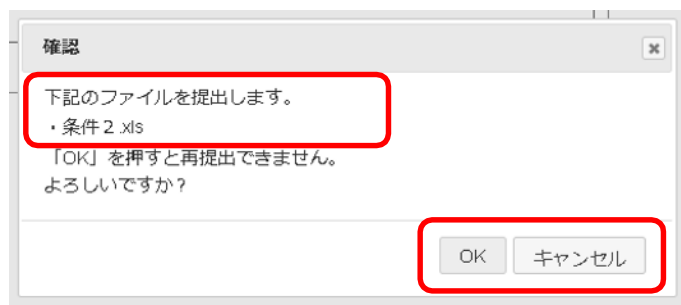 確認
下記のファイルを提出します。
・条件２.xls
「OK」を押すと再提出できません。
よろしいですか？
OK キャンセル